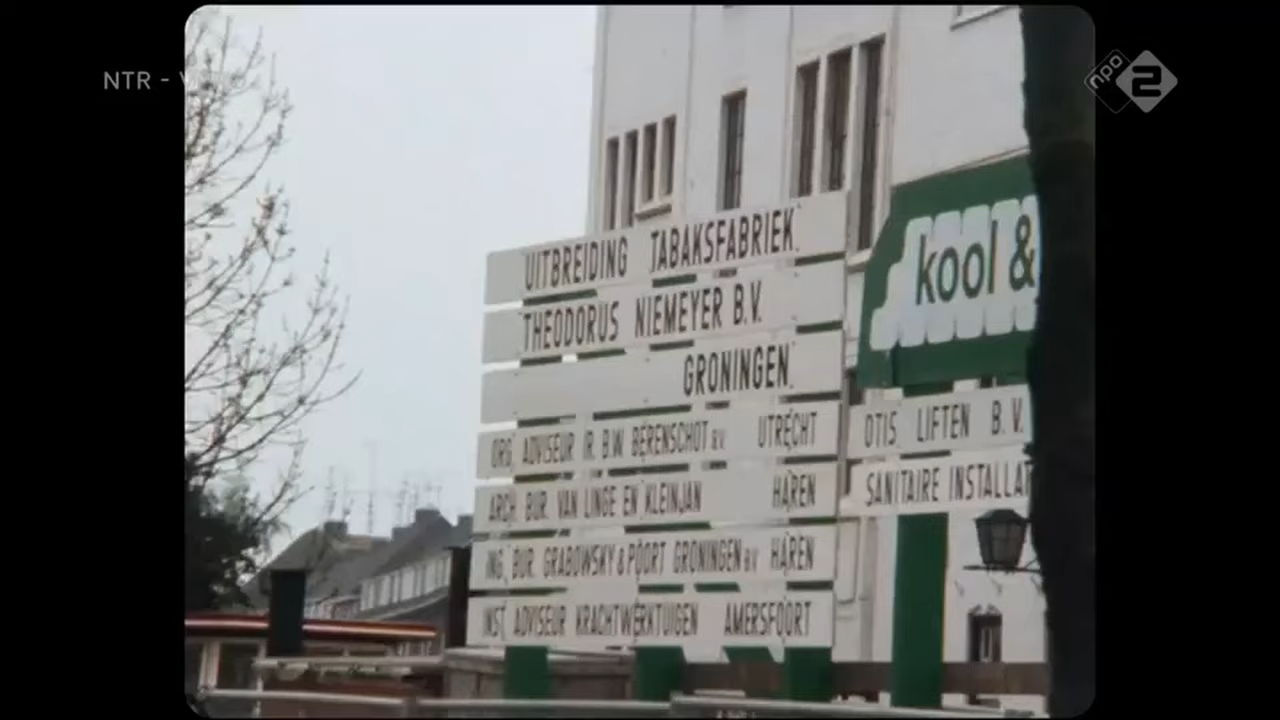 NTR -
npo 2
UITBREIDING TABAKSFABRIEK.
THEODORUS NIEMEYER B.V.
GRONINGEN.
ORG. ADVISEUR IR. B.W. BERENSCHOT B.V. UTRECHT
ARCH. BUR. VAN LINGE EN KLEINJAN HAREN
ING. BUR. GRABOWSKY & POORT GRONINGEN BV HAREN
INST. ADVISEUR KRACHTWERKTUIGEN AMERSFOORT
kool &
OTIS LIFTEN B.V.
SANITAIRE INSTALLAT